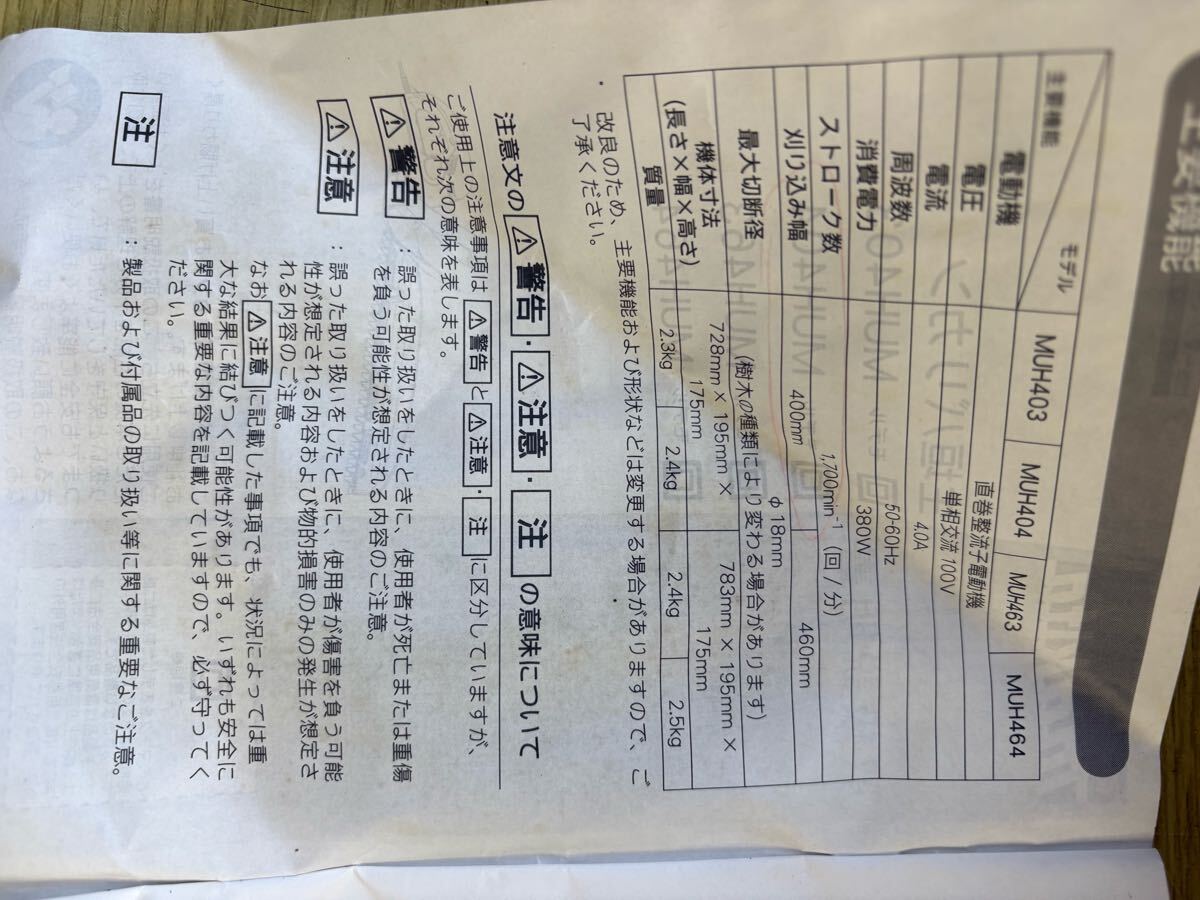 主要機能
モデル
主要機能
MUH403 MUH404 MUH463 MUH464
電動機 直巻整流子電動機
電圧 単相交流 100V
電流 4.0A
周波数 50-60Hz
消費電力 380W
ストローク数 1,700min⁻¹（回 / 分）
刈り込み幅 400mm 460mm
最大切断径 φ18mm
（樹木の種類により変わる場合があります）
機体寸法 728mm × 195mm × 783mm × 195mm ×
（長さ×幅×高さ） 175mm 175mm
質量 2.3kg 2.4kg 2.4kg 2.5kg
・ 改良のため、主要機能および形状などは変更する場合がありますので、ご
了承ください。
注意文の ⚠警告 ・ ⚠注意 ・ 注 の意味について
ご使用上の注意事項は ⚠警告 と ⚠注意 ・ 注 に区分していますが、
それぞれ次の意味を表します。
⚠警告 ：誤った取り扱いをしたときに、使用者が死亡または重傷
を負う可能性が想定される内容のご注意。
⚠注意 ：誤った取り扱いをしたときに、使用者が傷害を負う可能
性が想定される内容および物的損害のみの発生が想定さ
れる内容のご注意。
なお ⚠注意 に記載した事項でも、状況によっては重
大な結果に結びつく可能性があります。いずれも安全に
関する重要な内容を記載していますので、必ず守ってく
ださい。
注 ：製品および付属品の取り扱い等に関する重要なご注意。